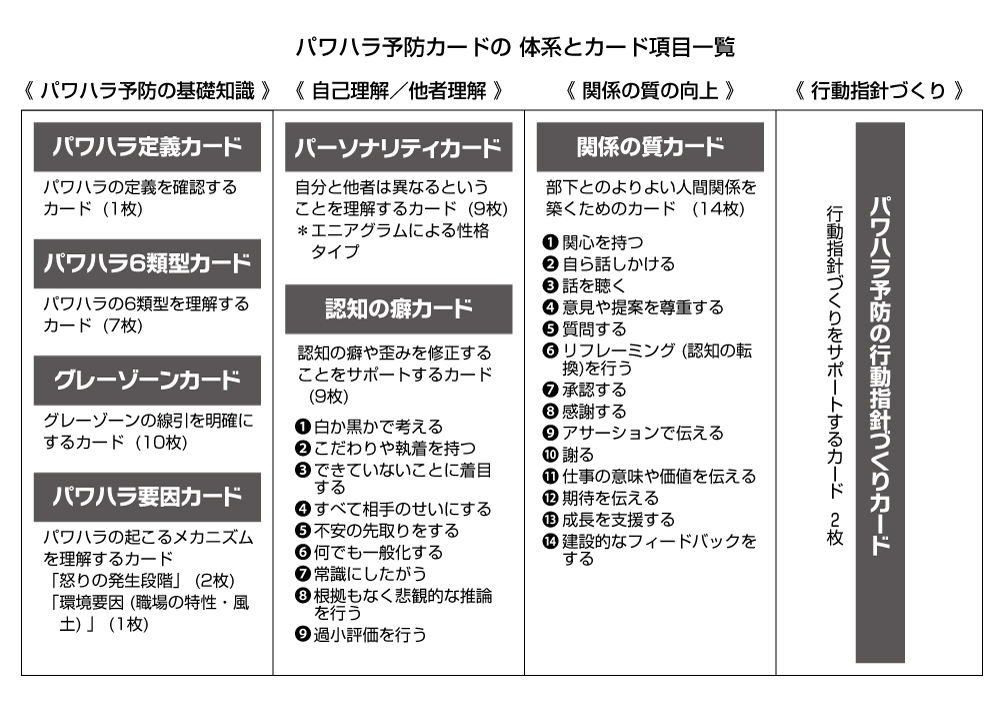 パワハラ予防カードの 体系とカード項目一覧
《 パワハラ予防の基礎知識 》
パワハラ定義カード
パワハラの定義を確認する
カード (1枚)
パワハラ6類型カード
パワハラの6類型を理解する
カード (7枚)
グレーゾーンカード
グレーゾーンの線引を明確に
するカード (10枚)
パワハラ要因カード
パワハラの起こるメカニズム
を理解するカード
「怒りの発生段階」 (2枚)
「環境要因 (職場の特性・風
土) 」 (1枚)
《 自己理解／他者理解 》
パーソナリティカード
自分と他者は異なるという
ことを理解するカード (9枚)
＊エニアグラムによる性格
タイプ
認知の癖カード
認知の癖や歪みを修正する
ことをサポートするカード
(9枚)
❶白か黒かで考える
❷こだわりや執着を持つ
❸できていないことに着目
する
❹すべて相手のせいにする
❺不安の先取りをする
❻何でも一般化する
❼常識にしたがう
❽根拠もなく悲観的な推論
を行う
❾過小評価を行う
《 関係の質の向上 》
関係の質カード
部下とのよりよい人間関係を
築くためのカード (14枚)
❶関心を持つ
❷自ら話しかける
❸話を聴く
❹意見や提案を尊重する
❺質問する
❻リフレーミング (認知の転
換)を行う
❼承認する
❽感謝する
❾アサーションで伝える
❿謝る
⓫仕事の意味や価値を伝える
⓬期待を伝える
⓭成長を支援する
⓮建設的なフィードバックを
する
《 行動指針づくり 》
パワハラ予防の行動指針づくりカード
行動指針づくりをサポートするカード 2枚